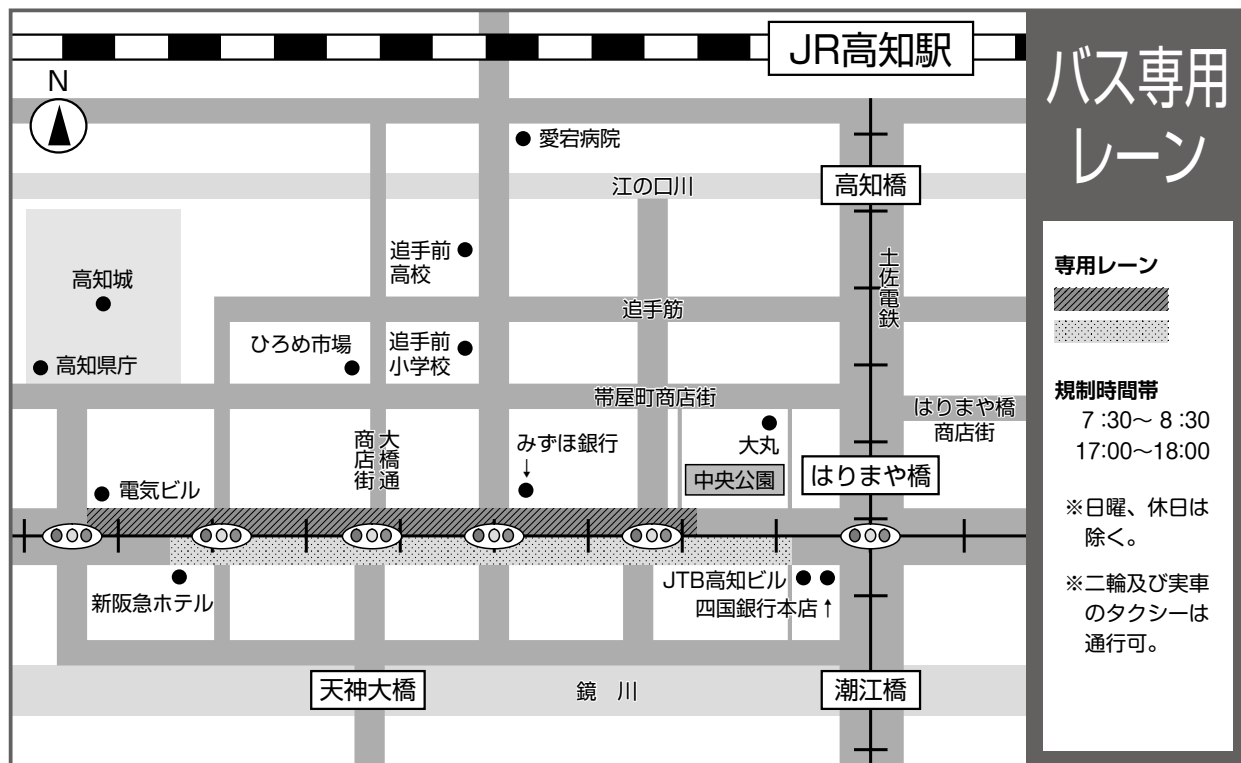 JR高知駅
N
愛宕病院
江の口川
高知橋
追手前
高校
土佐電鉄
高知城
追手筋
ひろめ市場
追手前
小学校
高知県庁
帯屋町商店街
はりまや橋
商店街
大橋通
商店街
みずほ銀行
↓
大丸
中央公園
はりまや橋
電気ビル
新阪急ホテル
JTB高知ビル
四国銀行本店↑
天神大橋
鏡 川
潮江橋
バス専用
レーン
専用レーン
規制時間帯
7:30〜8:30
17:00〜18:00
※日曜、休日は
除く。
※二輪及び実車
のタクシーは
通行可。